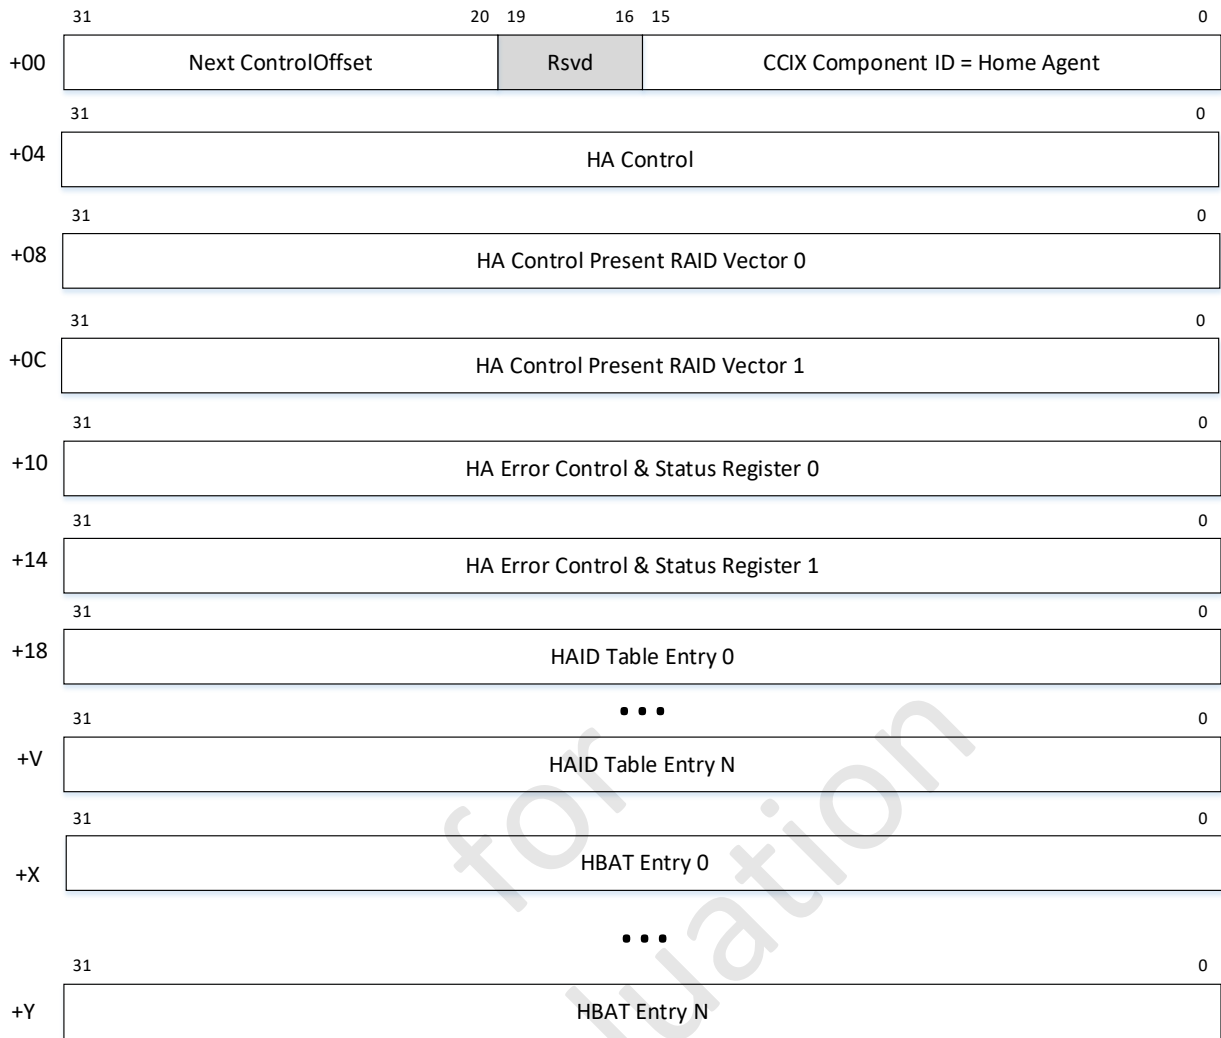 31 20 19 16 15 0
+00 Next ControlOffset Rsvd CCIX Component ID = Home Agent
31 0
+04 HA Control
31 0
+08 HA Control Present RAID Vector 0
31 0
+0C HA Control Present RAID Vector 1
31 0
+10 HA Error Control & Status Register 0
31 0
+14 HA Error Control & Status Register 1
31 0
+18 HAID Table Entry 0
...
31 0
+V HAID Table Entry N
31 0
+X HBAT Entry 0
...
31 0
+Y HBAT Entry N
for